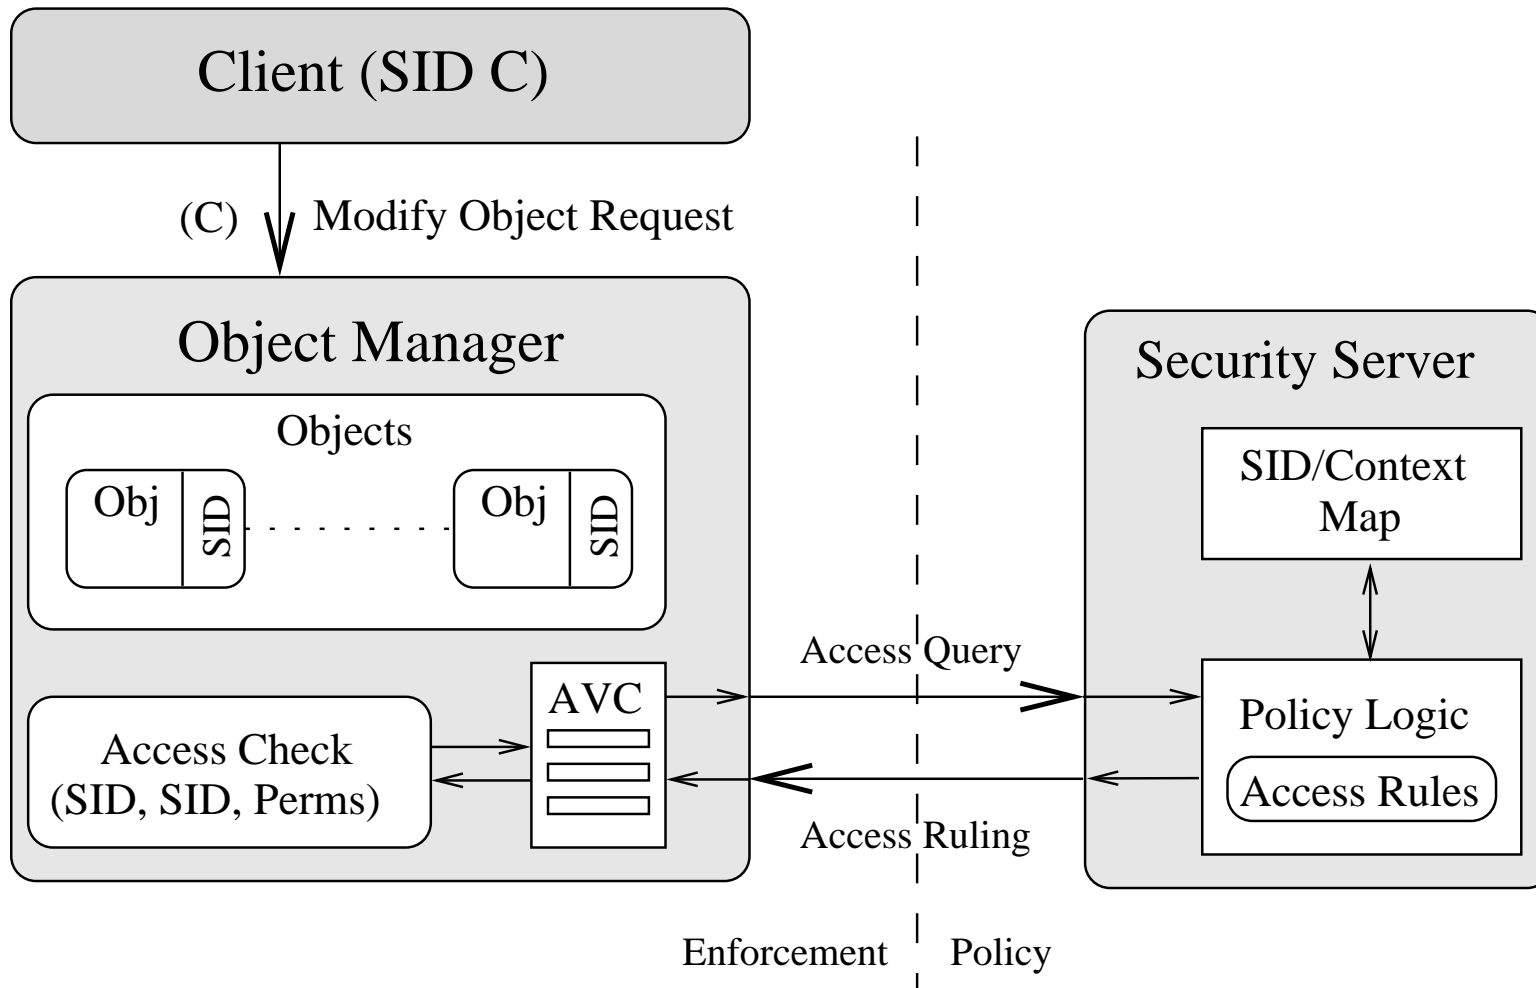 Client (SID C)
(C) Modify Object Request
Object Manager
Objects
Obj SID
Obj SID
Access Check
(SID, SID, Perms)
AVC
Access Query
Access Ruling
Security Server
SID/Context
Map
Policy Logic
Access Rules
Enforcement
Policy